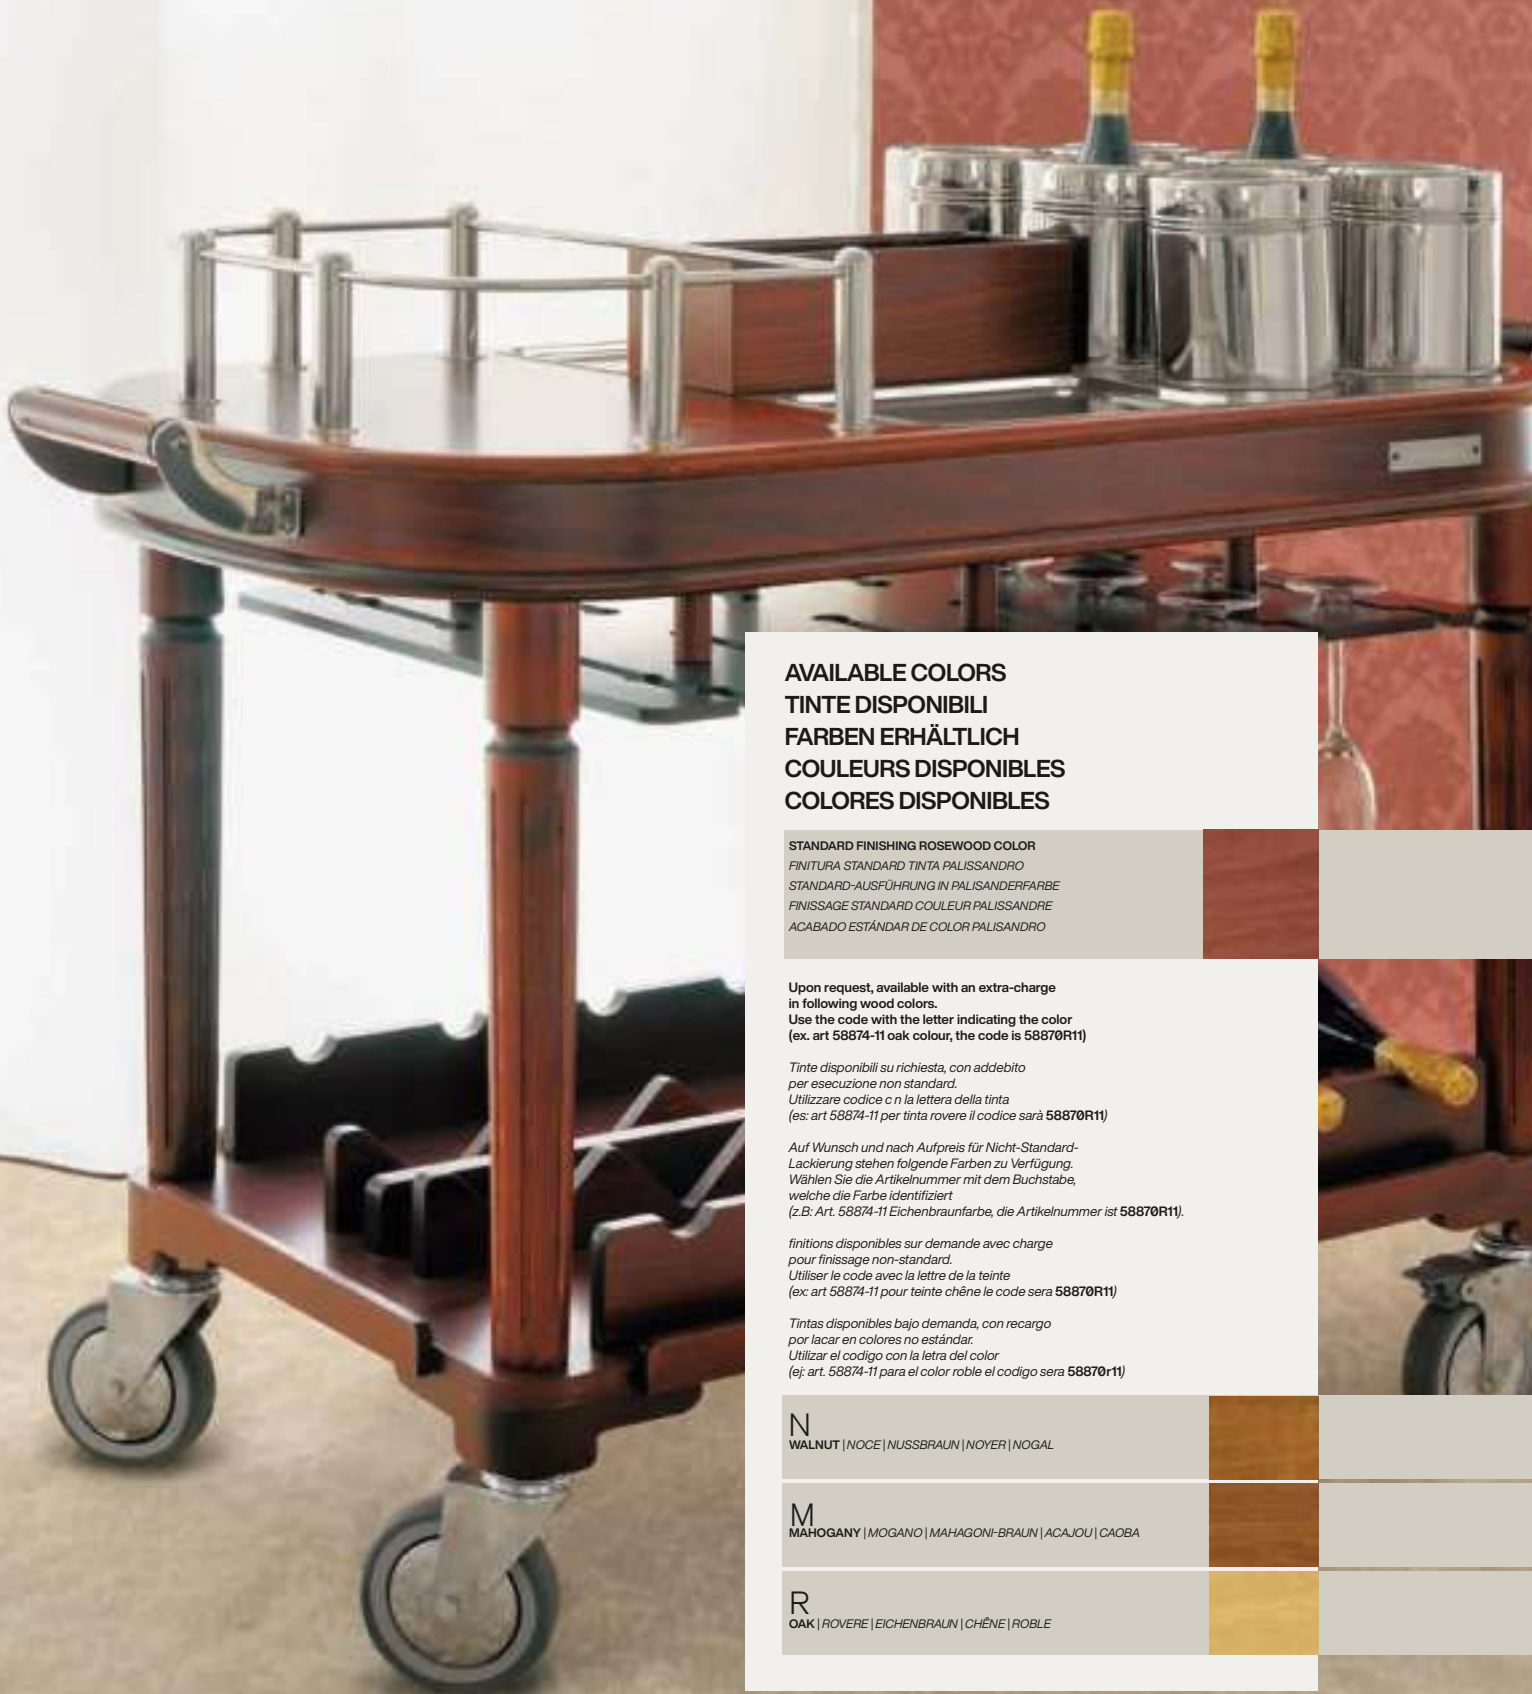 AVAILABLE COLORS
TINTE DISPONIBILI
FARBEN ERHÄLTLICH
COULEURS DISPONIBLES
COLORES DISPONIBLES
STANDARD FINISHING ROSEWOOD COLOR
FINITURA STANDARD TINTA PALISSANDRO
STANDARD-AUSFÜHRUNG IN PALISANDERFARBE
FINISSAGE STANDARD COULEUR PALISSANDRE
ACABADO ESTÁNDAR DE COLOR PALISANDRO
Upon request, available with an extra-charge
in following wood colors.
Use the code with the letter indicating the color
(ex. art 58874-11 oak colour, the code is 58870R11)
Tinte disponibili su richiesta, con addebito
per esecuzione non standard.
Utilizzare codice c n la lettera della tinta
(es: art 58874-11 per tinta rovere il codice sarà 58870R11)
Auf Wunsch und nach Aufpreis für Nicht-Standard-
Lackierung stehen folgende Farben zu Verfügung.
Wählen Sie die Artikelnummer mit dem Buchstabe,
welche die Farbe identifiziert
(z.B: Art. 58874-11 Eichenbraunfarbe, die Artikelnummer ist 58870R11).
finitions disponibles sur demande avec charge
pour finissage non-standard.
Utiliser le code avec la lettre de la teinte
(ex: art 58874-11 pour teinte chêne le code sera 58870R11)
Tintas disponibles bajo demanda, con recargo
por lacar en colores no estándar.
Utilizar el codigo con la letra del color
(ej: art. 58874-11 para el color roble el codigo sera 58870r11)
N
WALNUT | NOCE | NUSSBRAUN | NOYER | NOGAL
M
MAHOGANY | MOGANO | MAHAGONI-BRAUN | ACAJOU | CAOBA
R
OAK | ROVERE | EICHENBRAUN | CHÊNE | ROBLE